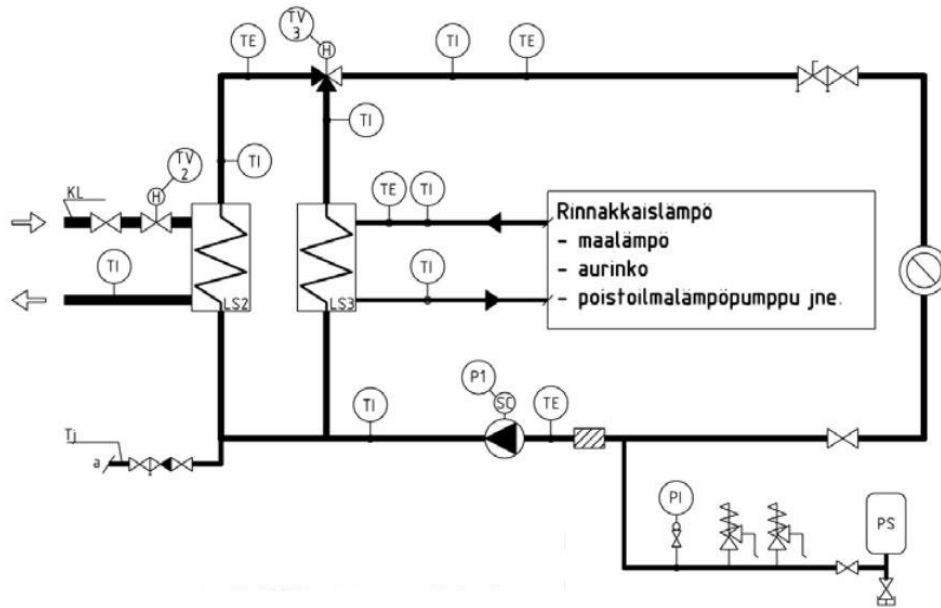 TV
3
H
TE
TI
TE
TI
TV
2
H
TI
KL
TE
TI
Rinnakkaislämpö
- maalämpö
- aurinko
- poistoilmalämpöpumppu jne.
TI
TI
LS2
LS3
P1
SC
TI
TE
Tj
a
PI
PS